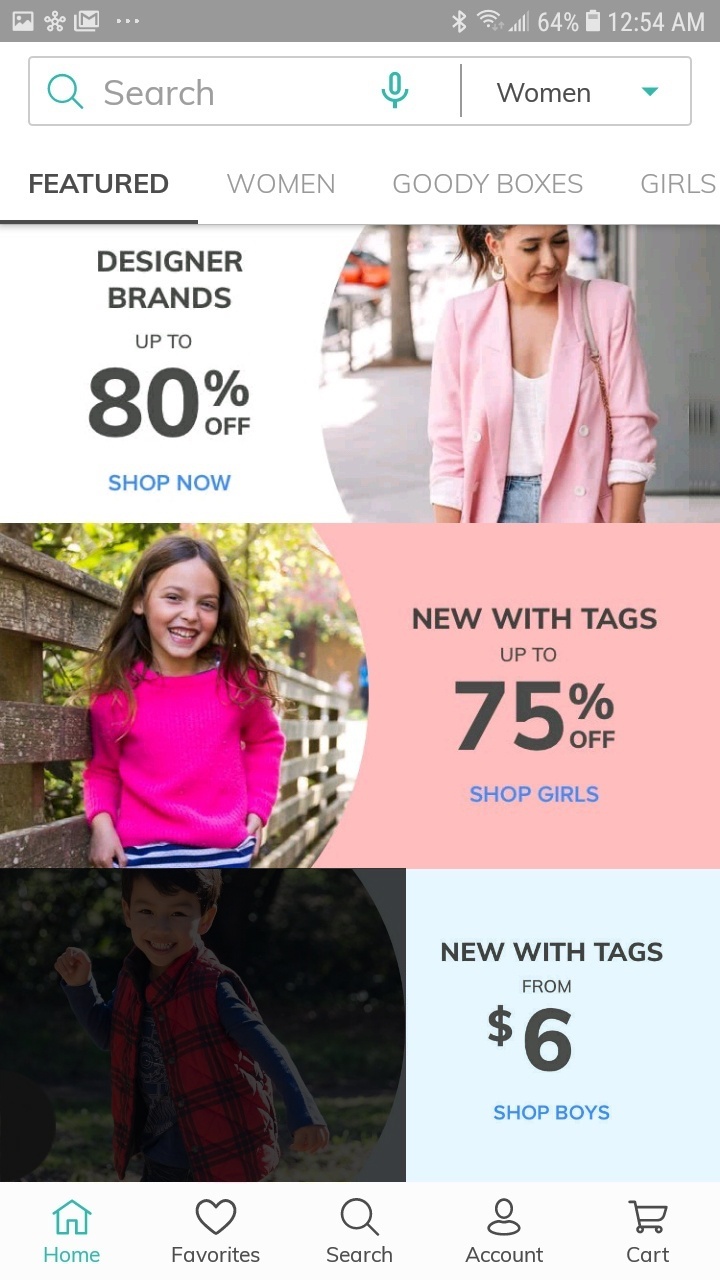 64% 12:54 AM
Search Women
FEATURED WOMEN GOODY BOXES GIRLS
DESIGNER
BRANDS
UP TO
80% OFF
SHOP NOW
NEW WITH TAGS
UP TO
75% OFF
SHOP GIRLS
NEW WITH TAGS
FROM
$6
SHOP BOYS
Home Favorites Search Account Cart